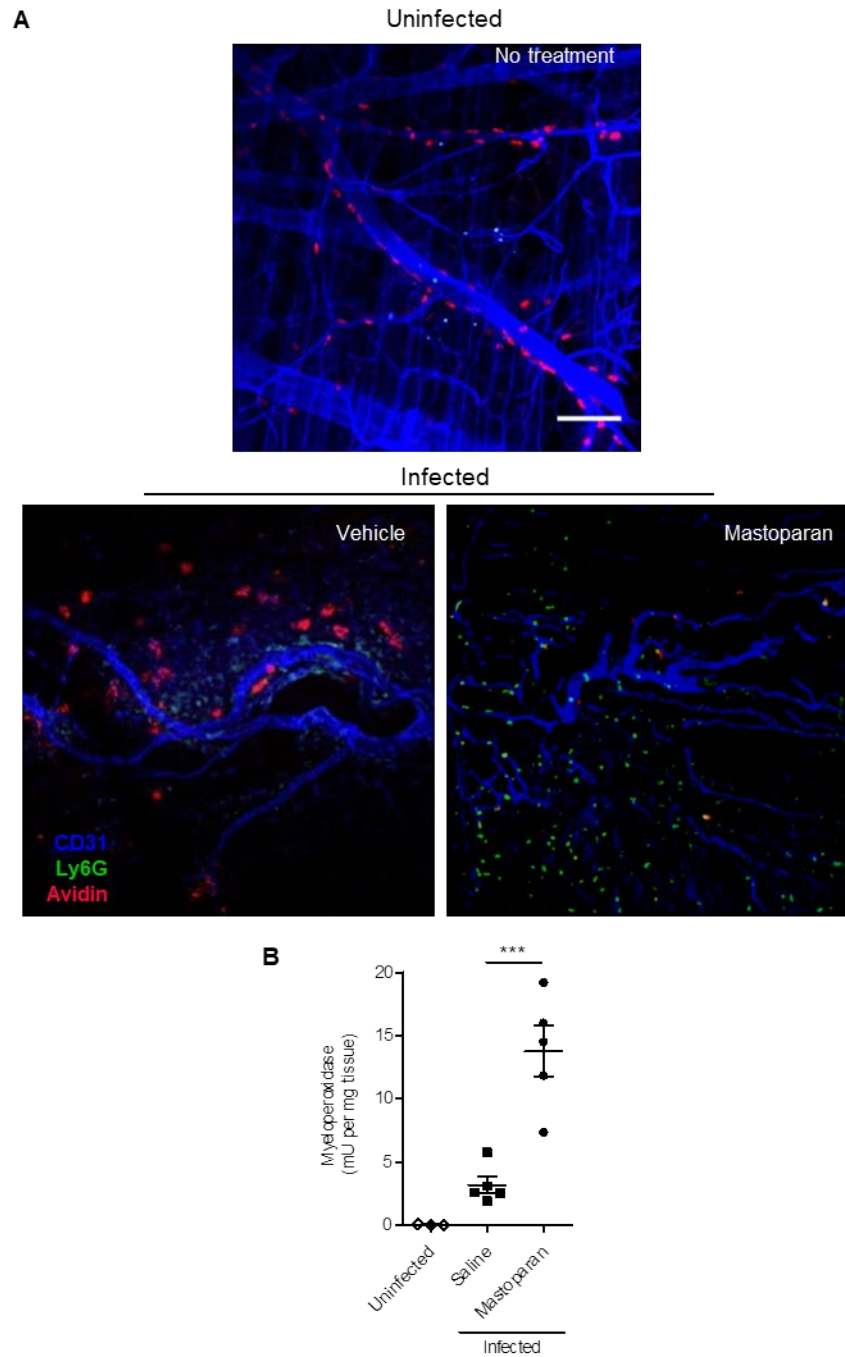 A
Uninfected
No treatment
Infected
Vehicle
Mastoparan
CD31
Ly6G
Avidin
B
***
20
15
10
5
0
Myeloperoxidase
(mU per mg tissue)
Uninfected
Saline
Mastoparan
Infected